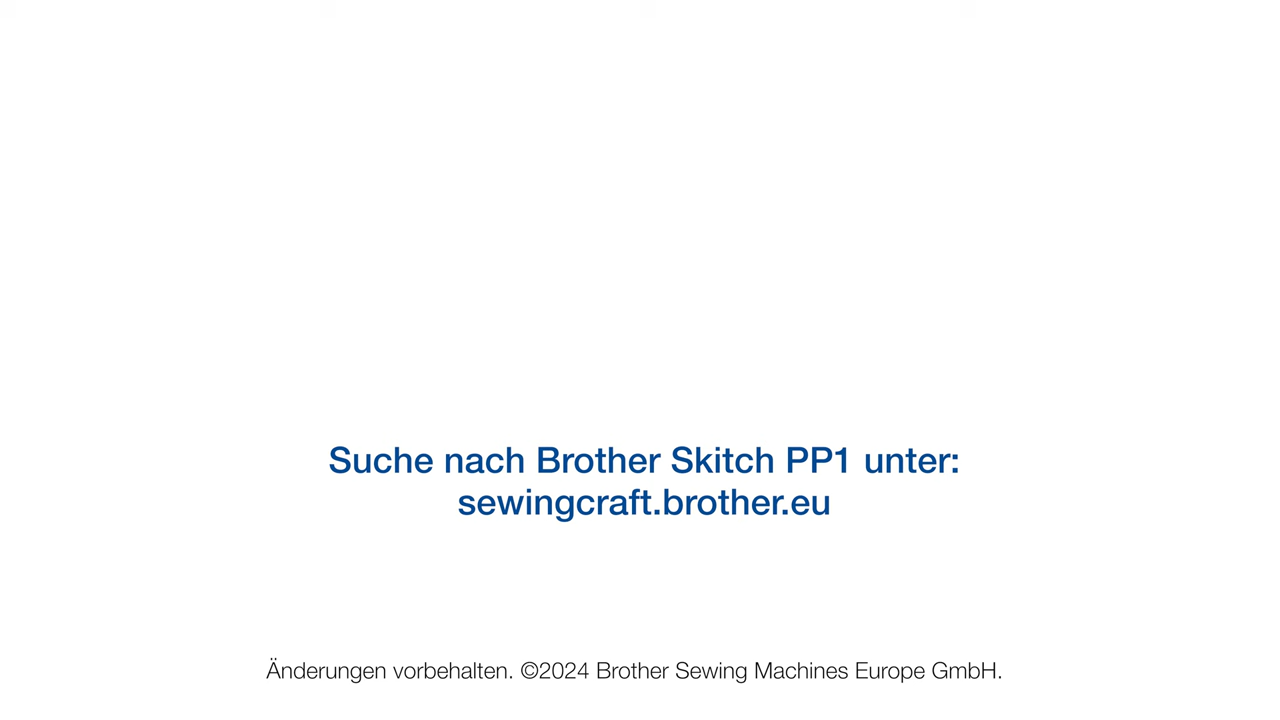 Suche nach Brother Skitch PP1 unter:
sewingcraft.brother.eu
Änderungen vorbehalten. ©2024 Brother Sewing Machines Europe GmbH.